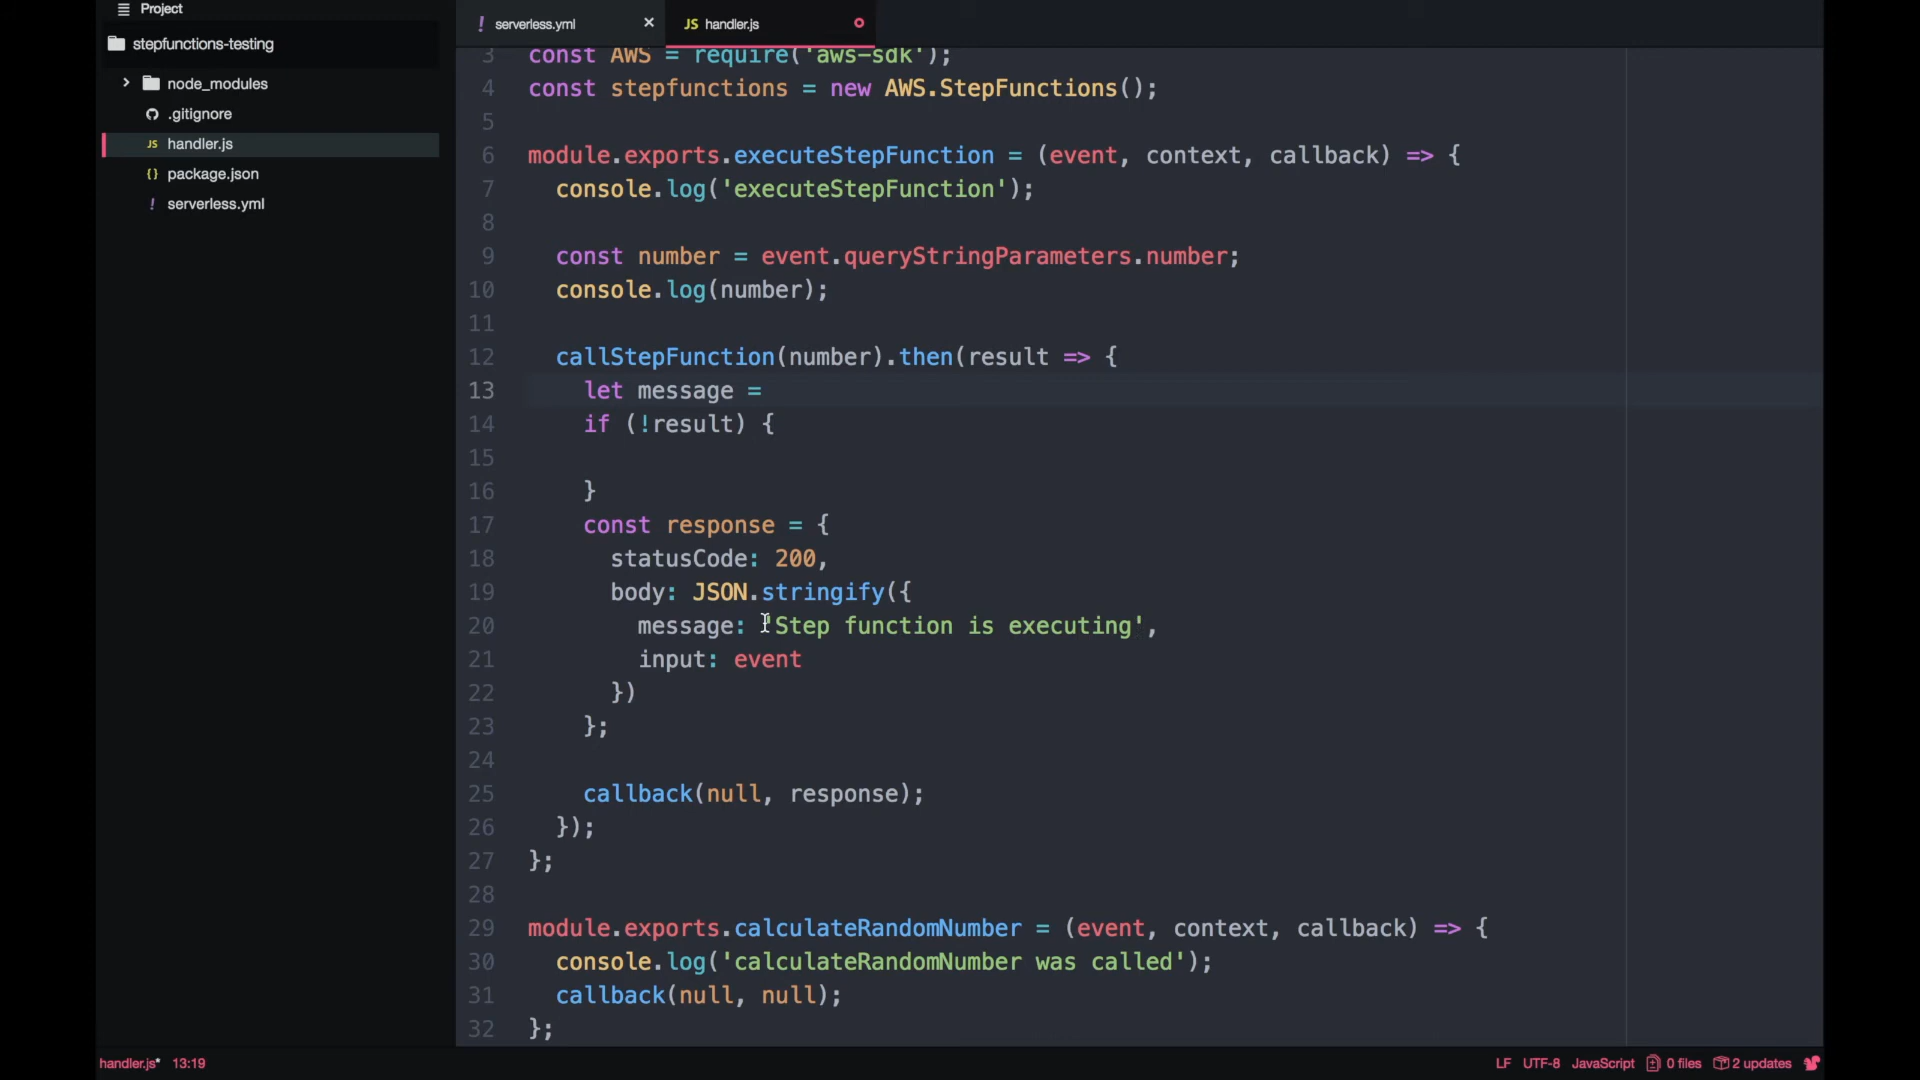 Project
stepfunctions-testing
node_modules
.gitignore
JS handler.js
{} package.json
! serverless.yml
! serverless.yml ×
JS handler.js
3 const AWS = require('aws-sdk');
4 const stepfunctions = new AWS.StepFunctions();
5
6 module.exports.executeStepFunction = (event, context, callback) => {
7 console.log('executeStepFunction');
8
9 const number = event.queryStringParameters.number;
10 console.log(number);
11
12 callStepFunction(number).then(result => {
13 let message =
14 if (!result) {
15
16 }
17 const response = {
18 statusCode: 200,
19 body: JSON.stringify({
20 message: 'Step function is executing',
21 input: event
22 })
23 };
24
25 callback(null, response);
26 });
27 };
28
29 module.exports.calculateRandomNumber = (event, context, callback) => {
30 console.log('calculateRandomNumber was called');
31 callback(null, null);
32 };
handler.js* 13:19
LF UTF-8 JavaScript 0 files 2 updates